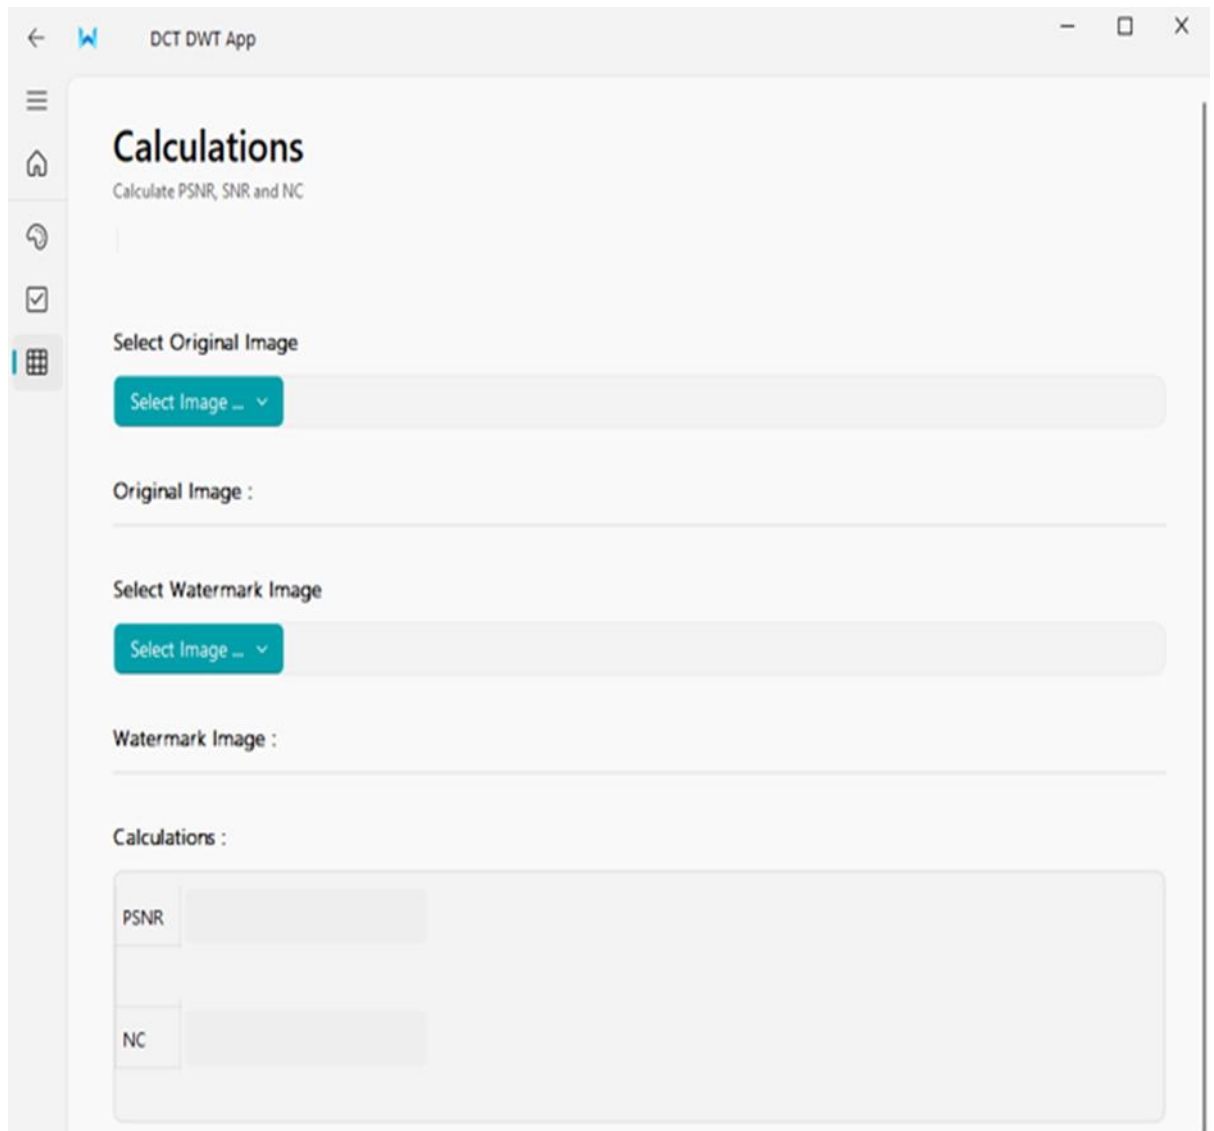 DCT DWT App
Calculations
Calculate PSNR, SNR and NC
Select Original Image
Select Image ...
Original Image :
Select Watermark Image
Select Image ...
Watermark Image :
Calculations :
PSNR
NC